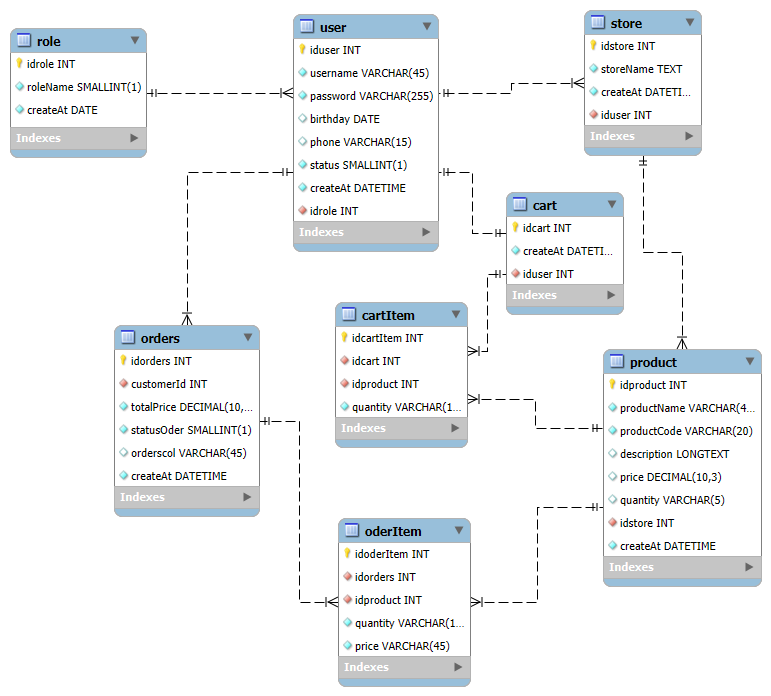 role
idrole INT
roleName SMALLINT(1)
createAt DATE
Indexes
user
iduser INT
username VARCHAR(45)
password VARCHAR(255)
birthday DATE
phone VARCHAR(15)
status SMALLINT(1)
createAt DATETIME
idrole INT
Indexes
store
idstore INT
storeName TEXT
createAt DATETI...
iduser INT
Indexes
cart
idcart INT
createAt DATETI...
iduser INT
Indexes
cartItem
idcartItem INT
idcart INT
idproduct INT
quantity VARCHAR(1...
Indexes
orders
idorders INT
customerId INT
totalPrice DECIMAL(10,...
statusOder SMALLINT(1)
orderscol VARCHAR(45)
createAt DATETIME
Indexes
product
idproduct INT
productName VARCHAR(4...
productCode VARCHAR(20)
description LONGTEXT
price DECIMAL(10,3)
quantity VARCHAR(5)
idstore INT
createAt DATETIME
Indexes
oderItem
idoderItem INT
idorders INT
idproduct INT
quantity VARCHAR(1...
price VARCHAR(45)
Indexes